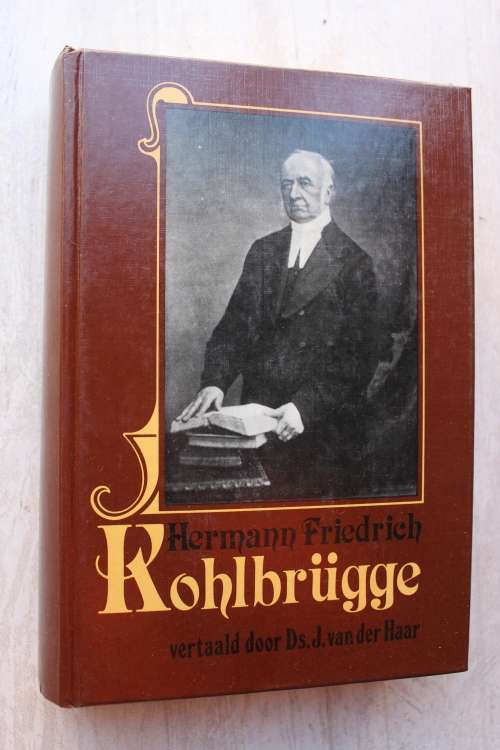 Hermann Friedrich
Kohlbrügge
vertaald door Ds. J. van der Haar